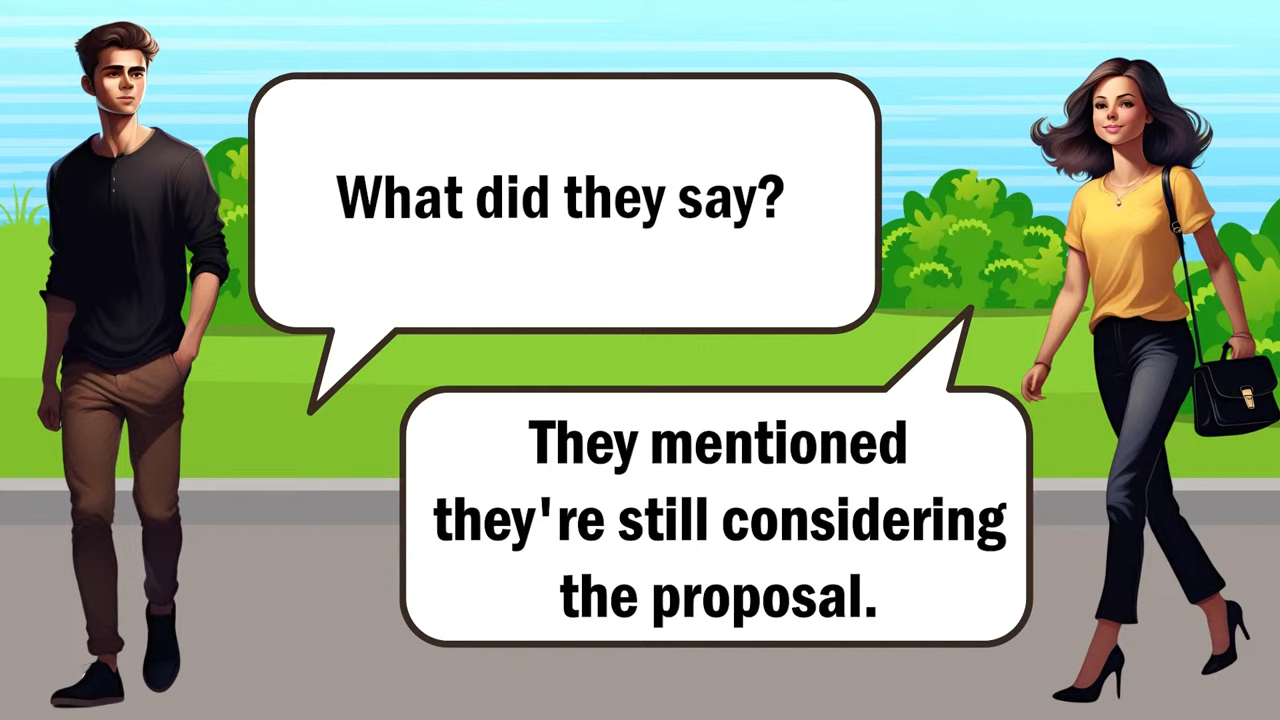 What did they say?
They mentioned
they're still considering
the proposal.